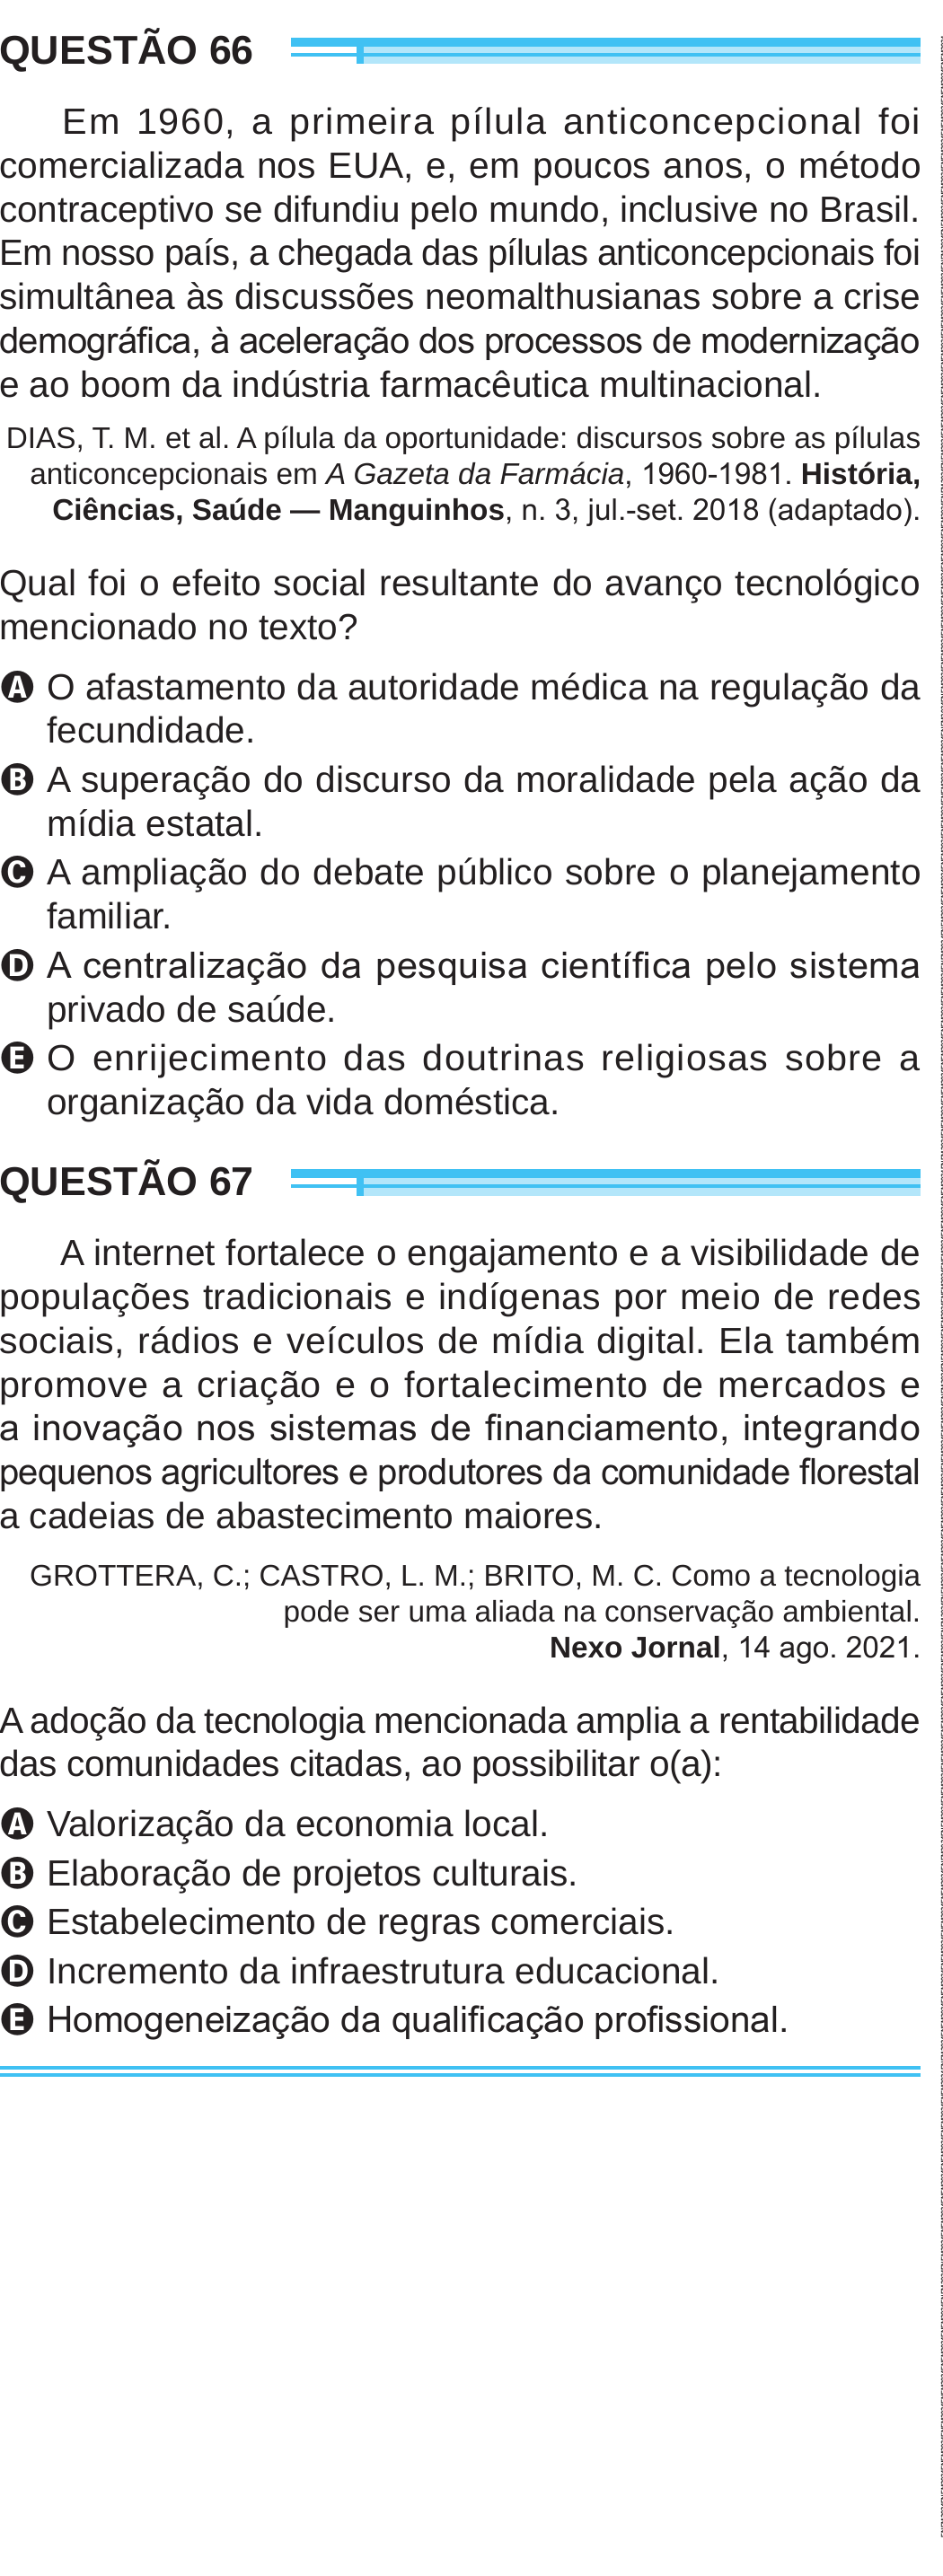 QUESTÃO 66
Em 1960, a primeira pílula anticoncepcional foi
comercializada nos EUA, e, em poucos anos, o método
contraceptivo se difundiu pelo mundo, inclusive no Brasil.
Em nosso país, a chegada das pílulas anticoncepcionais foi
simultânea às discussões neomalthusianas sobre a crise
demográfica, à aceleração dos processos de modernização
e ao boom da indústria farmacêutica multinacional.
DIAS, T. M. et al. A pílula da oportunidade: discursos sobre as pílulas
anticoncepcionais em A Gazeta da Farmácia, 1960-1981. História,
Ciências, Saúde — Manguinhos, n. 3, jul.-set. 2018 (adaptado).
Qual foi o efeito social resultante do avanço tecnológico
mencionado no texto?
A O afastamento da autoridade médica na regulação da
fecundidade.
B A superação do discurso da moralidade pela ação da
mídia estatal.
C A ampliação do debate público sobre o planejamento
familiar.
D A centralização da pesquisa científica pelo sistema
privado de saúde.
E O enrijecimento das doutrinas religiosas sobre a
organização da vida doméstica.
QUESTÃO 67
A internet fortalece o engajamento e a visibilidade de
populações tradicionais e indígenas por meio de redes
sociais, rádios e veículos de mídia digital. Ela também
promove a criação e o fortalecimento de mercados e
a inovação nos sistemas de financiamento, integrando
pequenos agricultores e produtores da comunidade florestal
a cadeias de abastecimento maiores.
GROTTERA, C.; CASTRO, L. M.; BRITO, M. C. Como a tecnologia
pode ser uma aliada na conservação ambiental.
Nexo Jornal, 14 ago. 2021.
A adoção da tecnologia mencionada amplia a rentabilidade
das comunidades citadas, ao possibilitar o(a):
A Valorização da economia local.
B Elaboração de projetos culturais.
C Estabelecimento de regras comerciais.
D Incremento da infraestrutura educacional.
E Homogeneização da qualificação profissional.